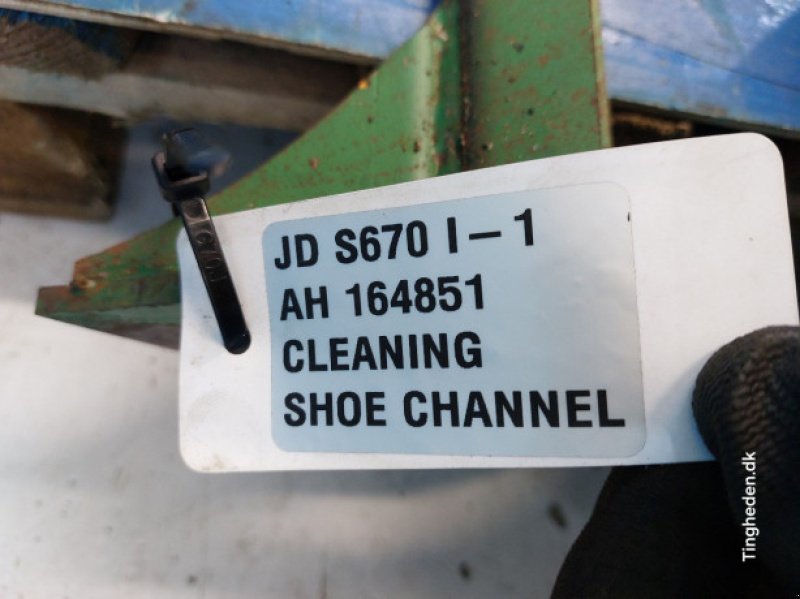 JD S670 I–1
AH 164851
CLEANING
SHOE CHANNEL
Tingheden.dk